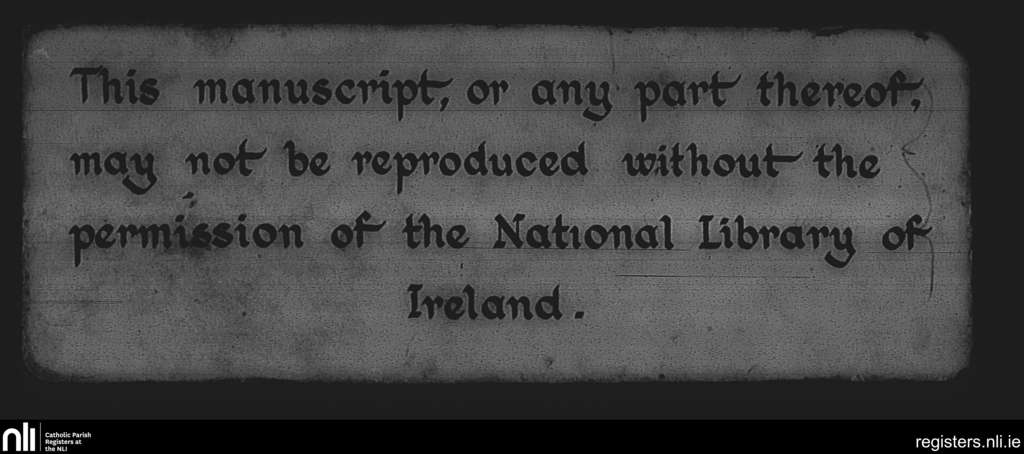 This manuscript, or any part thereof,
may not be reproduced without the
permission of the National Library of
Ireland.
nli
Catholic Parish
Registers at
the NLI
registers.nli.ie